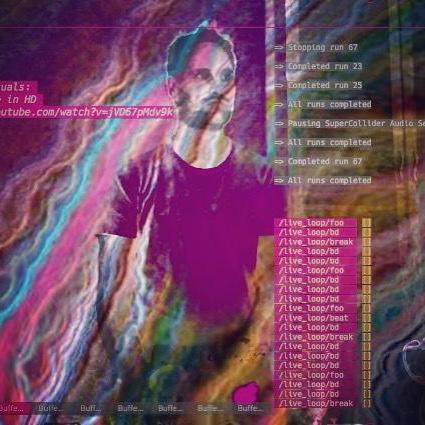 uals:
in HD
outube.com/watch?v=jVD67pMdv9k
=> Stopping run 67
=> Completed run 23
=> Completed run 25
=> All runs completed
=> Pausing SuperCollider Audio Se
=> All runs completed
=> Completed run 67
=> All runs completed
/live_loop/foo []
/live_loop/bd []
/live_loop/break []
/live_loop/bd []
/live_loop/bd []
/live_loop/foo []
/live_loop/bd []
/live_loop/bd []
/live_loop/bd []
/live_loop/foo []
/live_loop/beat []
/live_loop/bd []
/live_loop/break []
/live_loop/bd []
/live_loop/bd []
/live_loop/bd []
/live_loop/foo []
/live_loop/bd []
/live_loop/bd []
/live_loop/break []
Buffe... Buffe... Buff... Buffe... Buffe... Buffe... Buffe...